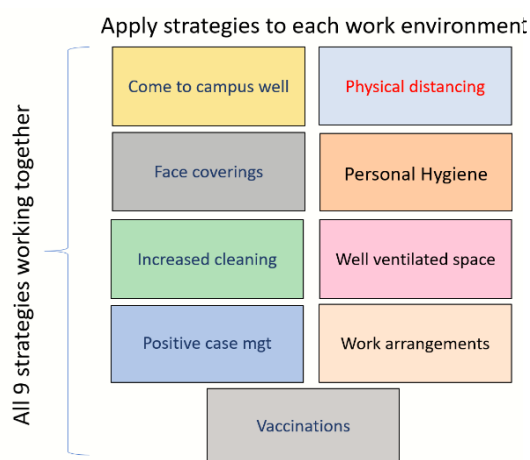 Apply strategies to each work environment
All 9 strategies working together
Come to campus well
Physical distancing
Face coverings
Personal Hygiene
Increased cleaning
Well ventilated space
Positive case mgt
Work arrangements
Vaccinations